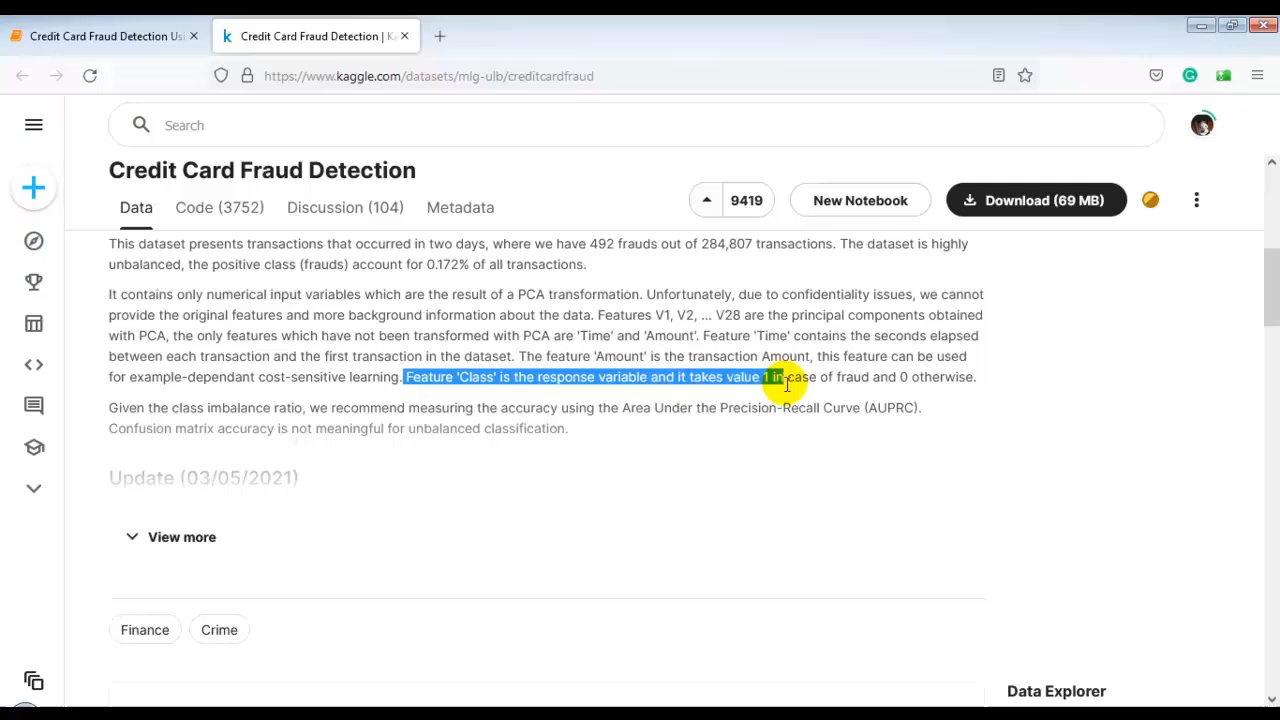 Credit Card Fraud Detection Usi
Credit Card Fraud Detection | K
https://www.kaggle.com/datasets/mlg-ulb/creditcardfraud
Search
Credit Card Fraud Detection
Data
Code (3752)
Discussion (104)
Metadata
9419
New Notebook
Download (69 MB)
This dataset presents transactions that occurred in two days, where we have 492 frauds out of 284,807 transactions. The dataset is highly
unbalanced, the positive class (frauds) account for 0.172% of all transactions.
It contains only numerical input variables which are the result of a PCA transformation. Unfortunately, due to confidentiality issues, we cannot
provide the original features and more background information about the data. Features V1, V2, … V28 are the principal components obtained
with PCA, the only features which have not been transformed with PCA are 'Time' and 'Amount'. Feature 'Time' contains the seconds elapsed
between each transaction and the first transaction in the dataset. The feature 'Amount' is the transaction Amount, this feature can be used
for example-dependant cost-sensitive learning. Feature 'Class' is the response variable and it takes value 1 in case of fraud and 0 otherwise.
Given the class imbalance ratio, we recommend measuring the accuracy using the Area Under the Precision-Recall Curve (AUPRC).
Confusion matrix accuracy is not meaningful for unbalanced classification.
Update (03/05/2021)
View more
Finance
Crime
Data Explorer